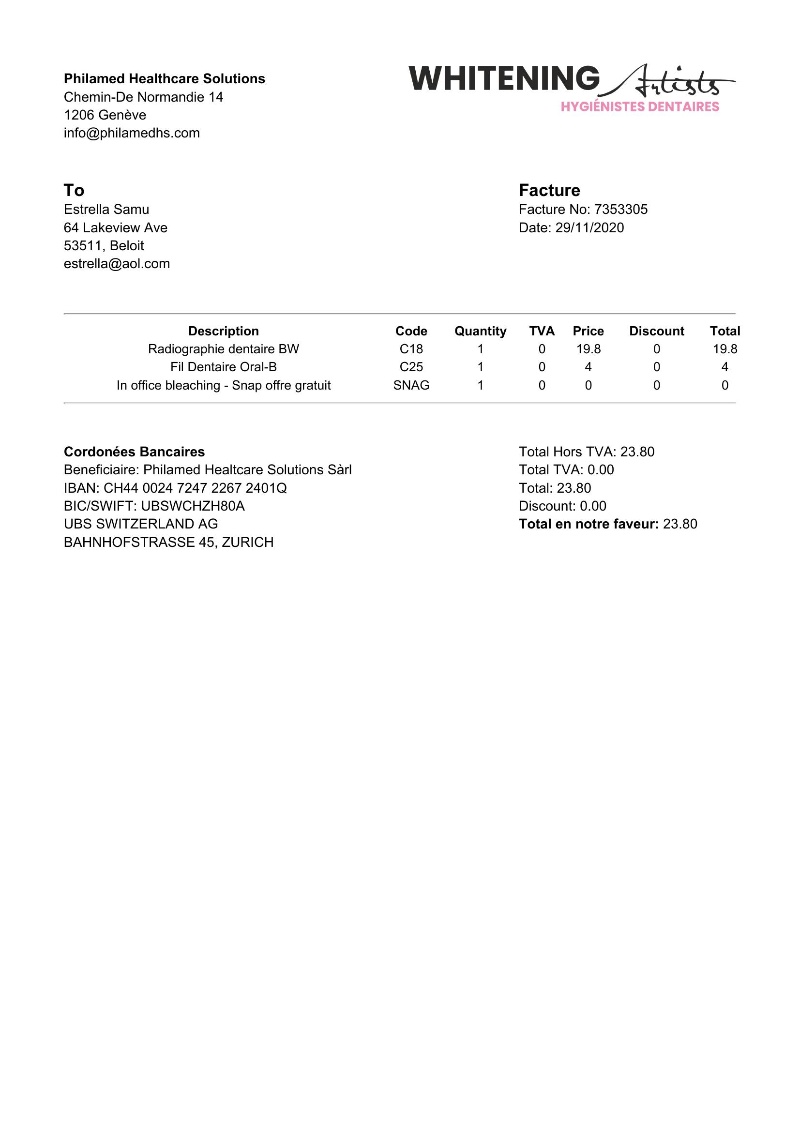 Philamed Healthcare Solutions
Chemin-De Normandie 14
1206 Genève
info@philamedhs.com
WHITENING Artists
HYGIÉNISTES DENTAIRES
To
Estrella Samu
64 Lakeview Ave
53511, Beloit
estrella@aol.com
Facture
Facture No: 7353305
Date: 29/11/2020
Description Code Quantity TVA Price Discount Total
Radiographie dentaire BW C18 1 0 19.8 0 19.8
Fil Dentaire Oral-B C25 1 0 4 0 4
In office bleaching - Snap offre gratuit SNAG 1 0 0 0 0
Cordonées Bancaires
Beneficiaire: Philamed Healtcare Solutions Sàrl
IBAN: CH44 0024 7247 2267 2401Q
BIC/SWIFT: UBSWCHZH80A
UBS SWITZERLAND AG
BAHNHOFSTRASSE 45, ZURICH
Total Hors TVA: 23.80
Total TVA: 0.00
Total: 23.80
Discount: 0.00
Total en notre faveur: 23.80